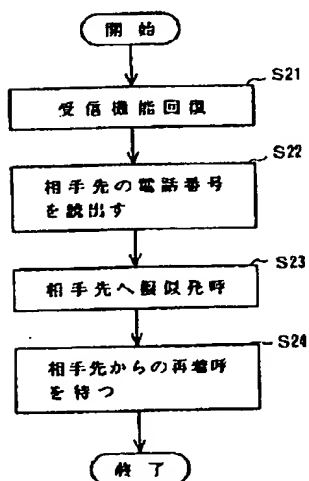 開始
S21
受信機能回復
S22
相手先の電話番号
を読出す
S23
相手先へ擬似発呼
S24
相手先からの再着呼
を待つ
終了